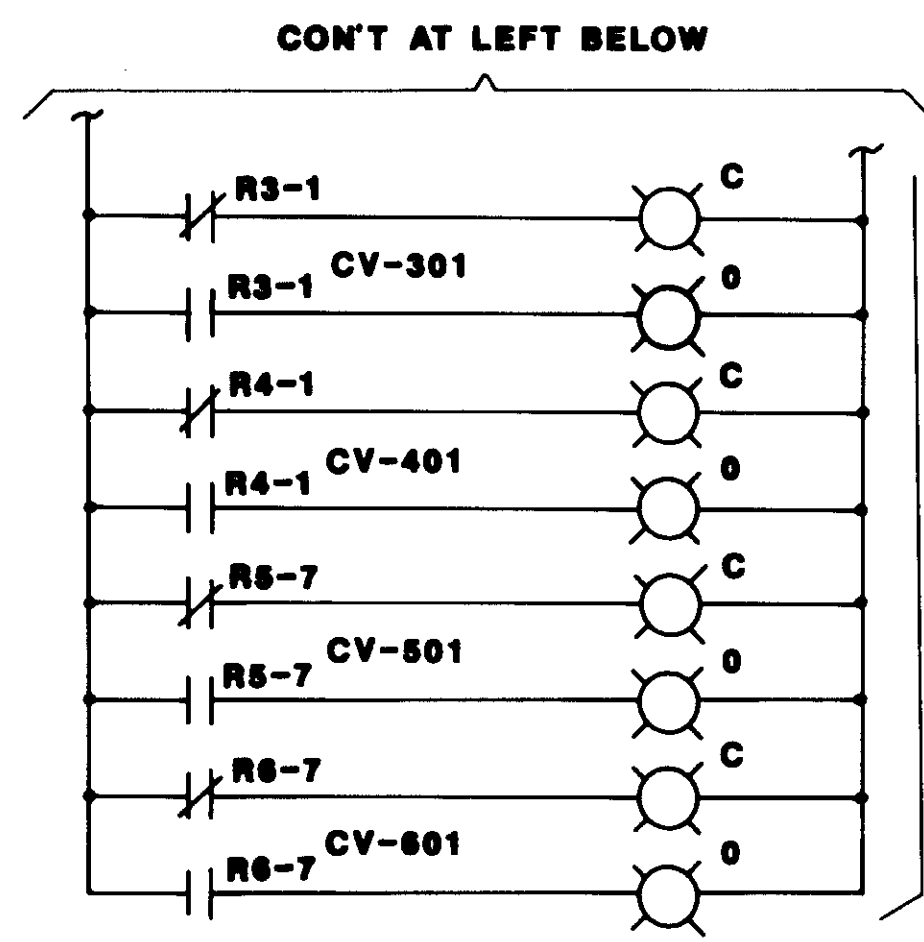 CON'T AT LEFT BELOW
R3-1 C
CV-301
R3-1 0
R4-1 C
CV-401
R4-1 0
R5-7 C
CV-501
R5-7 0
R6-7 C
CV-601
R6-7 0